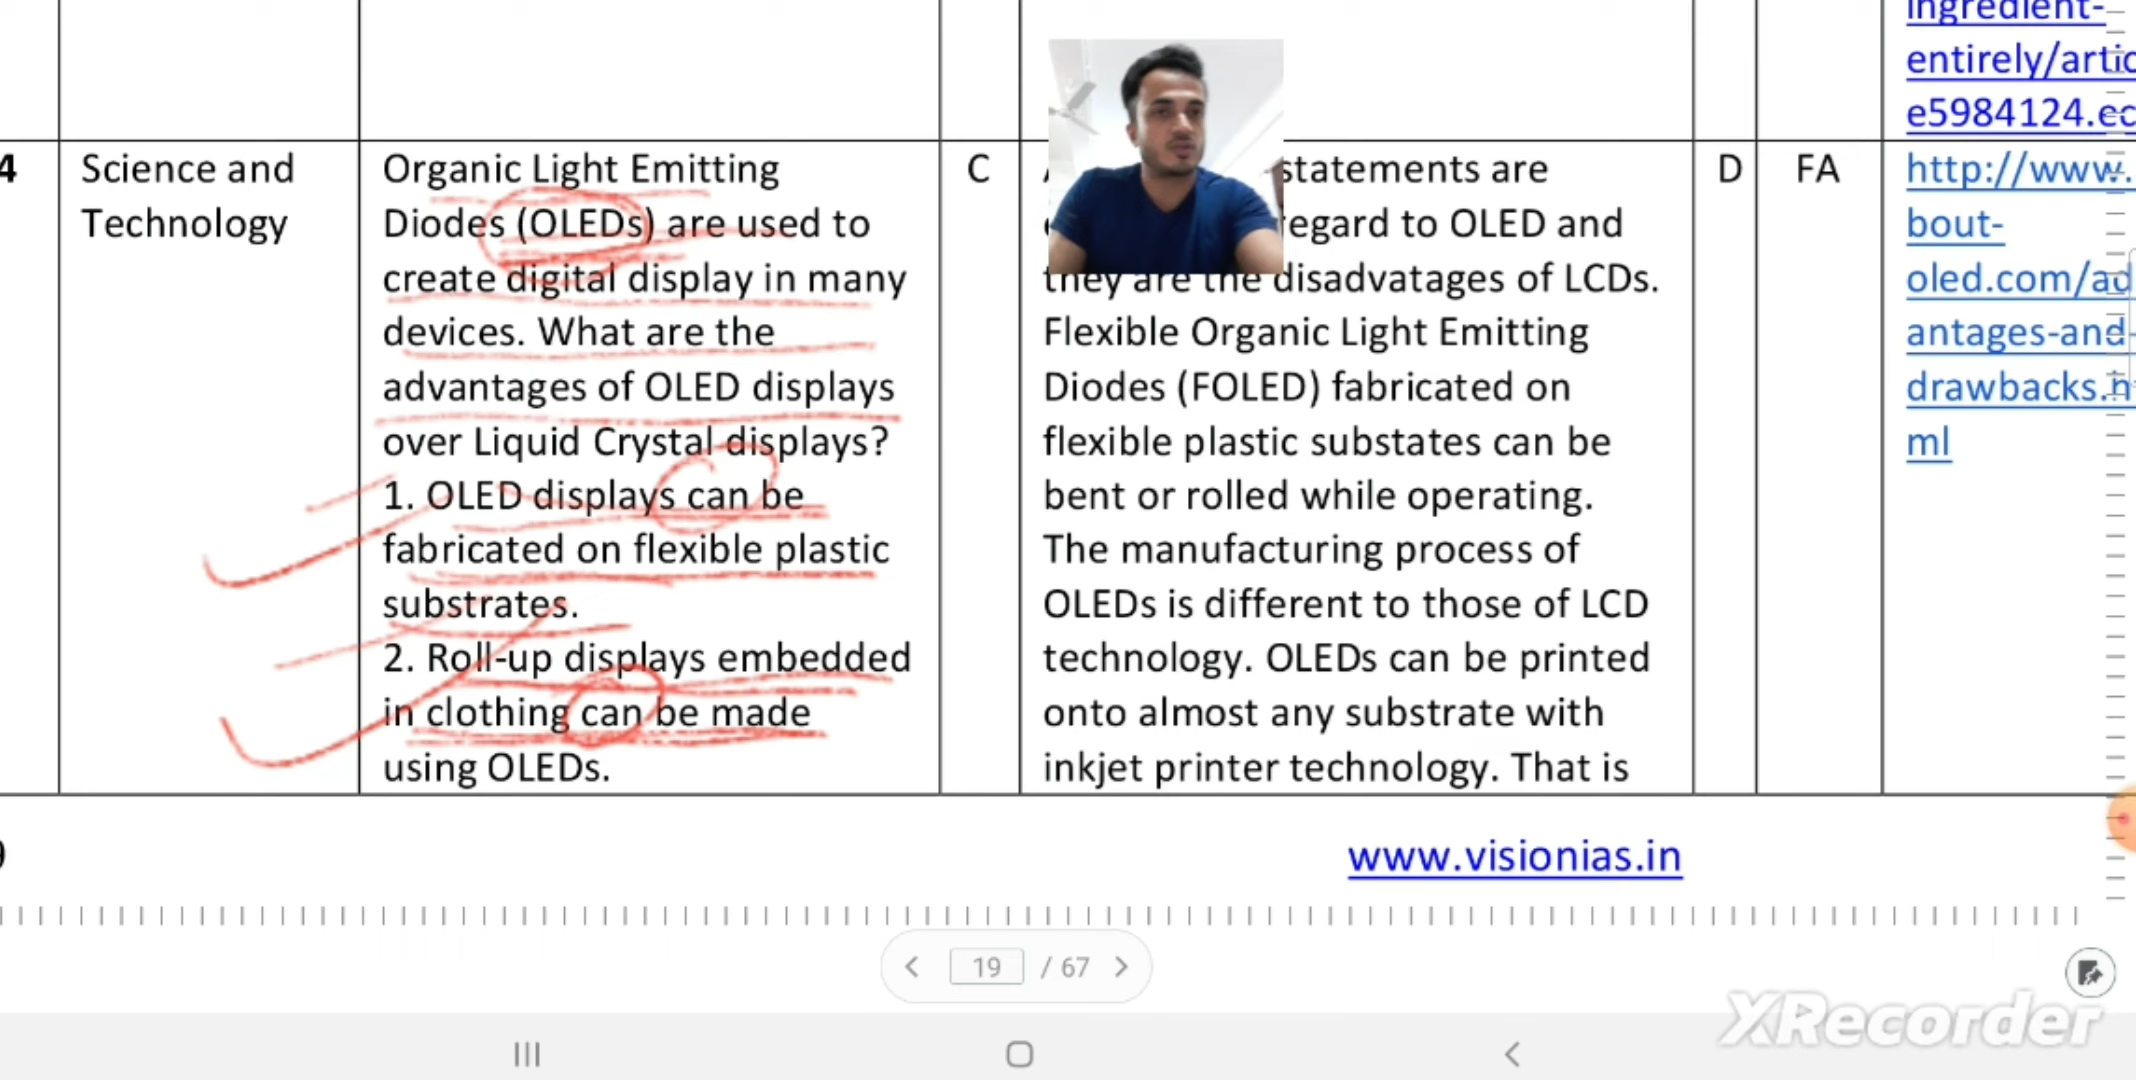 ingredient-
entirely/artic
e5984124.ec
4
Science and
Technology
Organic Light Emitting
Diodes (OLEDs) are used to
create digital display in many
devices. What are the
advantages of OLED displays
over Liquid Crystal displays?
1. OLED displays can be
fabricated on flexible plastic
substrates.
2. Roll-up displays embedded
in clothing can be made
using OLEDs.
C
statements are
egard to OLED and
they are the disadvatages of LCDs.
Flexible Organic Light Emitting
Diodes (FOLED) fabricated on
flexible plastic substates can be
bent or rolled while operating.
The manufacturing process of
OLEDs is different to those of LCD
technology. OLEDs can be printed
onto almost any substrate with
inkjet printer technology. That is
D
FA
http://www.
bout-
oled.com/ad
antages-and-
drawbacks.h
ml
www.visionias.in
19 / 67
XRecorder